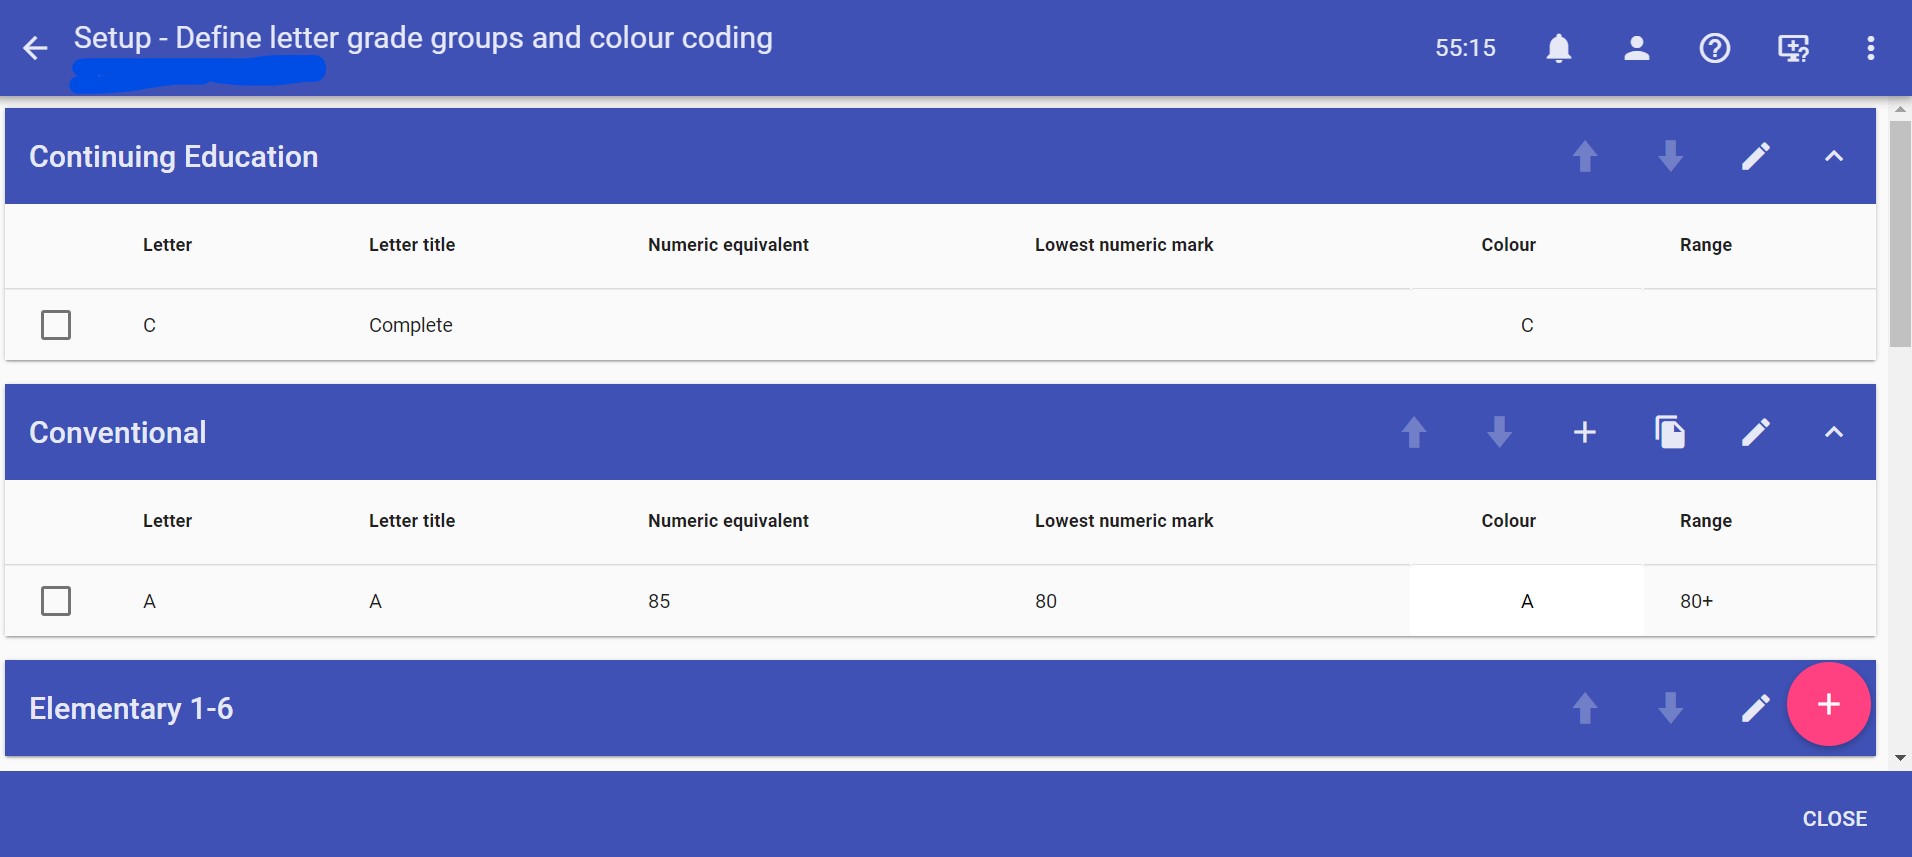 Setup - Define letter grade groups and colour coding
55:15
Continuing Education
Letter Letter title Numeric equivalent Lowest numeric mark Colour Range
C Complete C
Conventional
Letter Letter title Numeric equivalent Lowest numeric mark Colour Range
A A 85 80 A 80+
Elementary 1-6
CLOSE